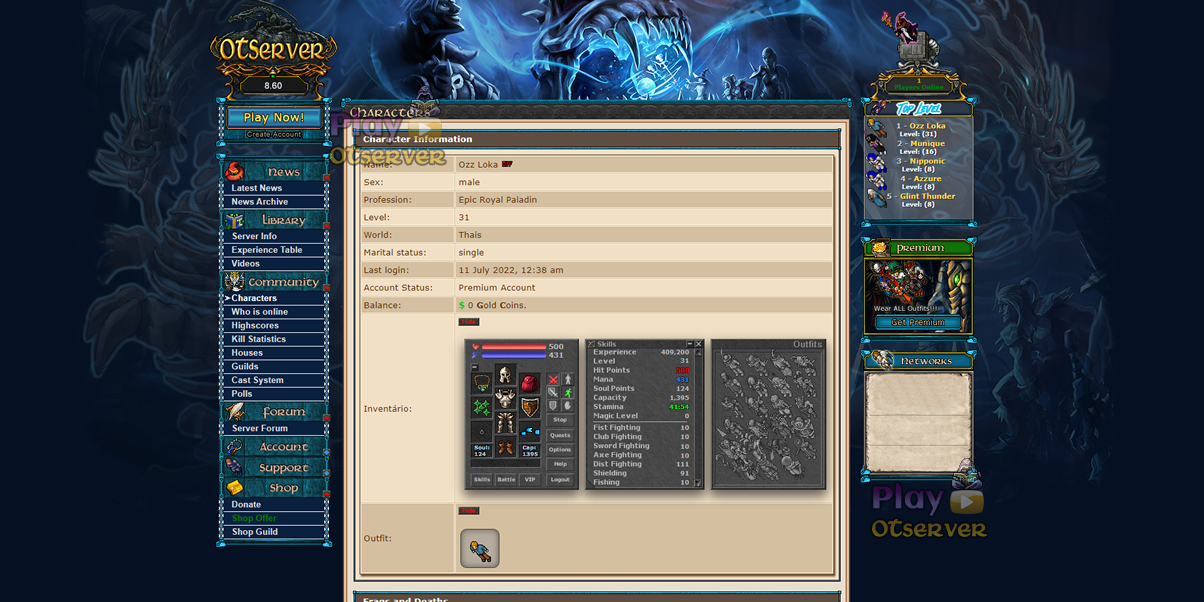 OTSERVER
8.60
Play Now!
Create Account
News
Latest News
News Archive
Library
Server Info
Experience Table
Videos
Community
Characters
Who is online
Highscores
Kill Statistics
Houses
Guilds
Cast System
Polls
Forum
Server Forum
Account
Support
Shop
Donate
Shop Offer
Shop Guild
Characters
Play
OTSERVER
Character Information
Name: Ozz Loka
Sex: male
Profession: Epic Royal Paladin
Level: 31
World: Thais
Marital status: single
Last login: 11 July 2022, 12:38 am
Account Status: Premium Account
Balance: $ 0 Gold Coins.
Inventário:
500
431
Soul:
124
Cap:
1395
Stop
Quests
Options
Help
Skills Battle VIP Logout
Skills
Experience 409,200
Level 31
Hit Points 500
Mana 431
Soul Points 124
Capacity 1,395
Stamina 41:54
Magic Level 0
Fist Fighting 10
Club Fighting 10
Sword Fighting 10
Axe Fighting 10
Dist Fighting 111
Shielding 91
Fishing 10
Outfits
Outfit:
Frags and Deaths
1
Players Online
Top Level
1 - Ozz Loka
Level: (31)
2 - Munique
Level: (16)
3 - Nipponic
Level: (8)
4 - Azzure
Level: (8)
5 - Glint Thunder
Level: (8)
Premium
Wear ALL Outfits!!!
Get Premium
Networks
Play
OTSERVER